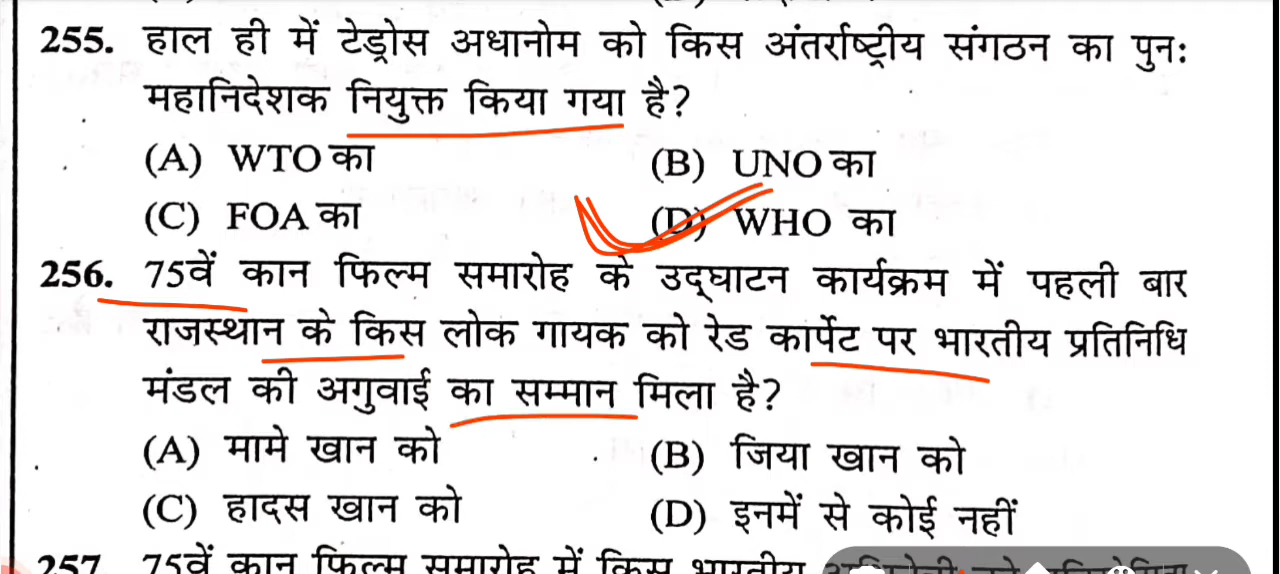 255. हाल ही में टेड्रोस अधानोम को किस अंतर्राष्ट्रीय संगठन का पुनः
महानिदेशक नियुक्त किया गया है?
(A) WTO का (B) UNO का
(C) FOA का (D) WHO का
256. 75वें कान फिल्म समारोह के उद्घाटन कार्यक्रम में पहली बार
राजस्थान के किस लोक गायक को रेड कार्पेट पर भारतीय प्रतिनिधि
मंडल की अगुवाई का सम्मान मिला है?
(A) मामे खान को (B) जिया खान को
(C) हादस खान को (D) इनमें से कोई नहीं
257. 75वें कान फिल्म समारोह में किस भारतीय